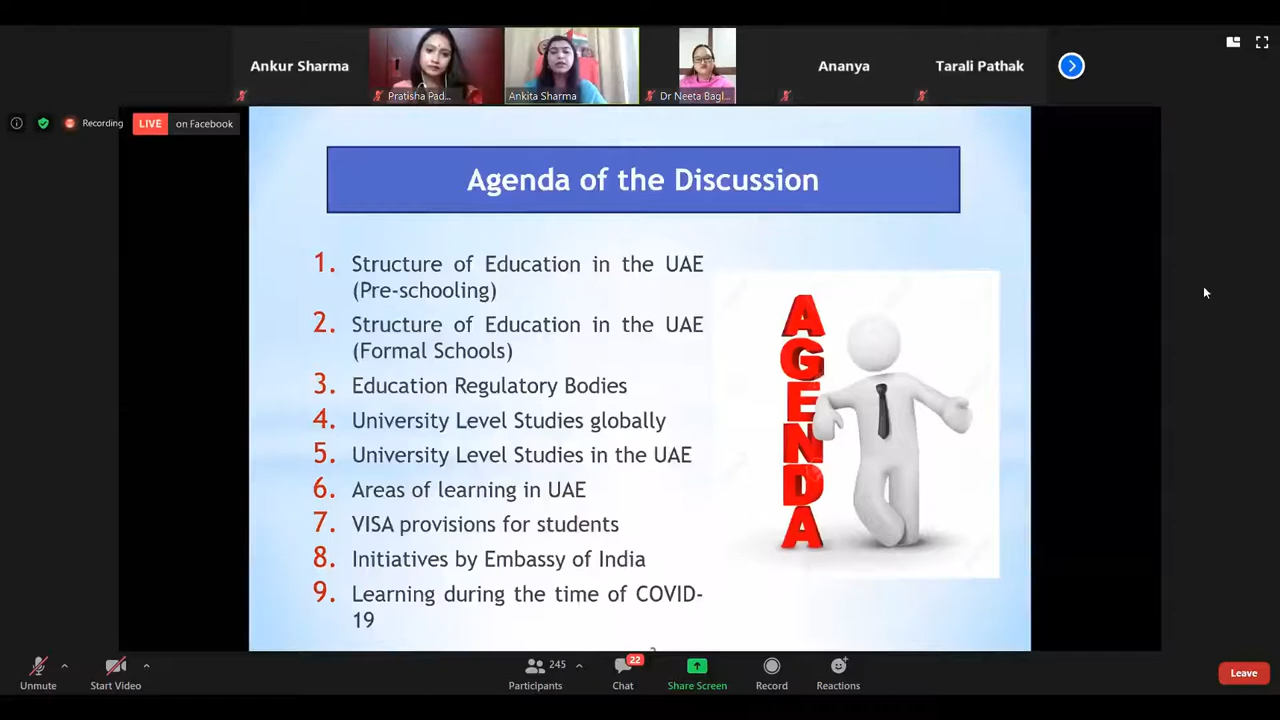 Ankur Sharma
Pratisha Pad...
Ankita Sharma
Dr Neeta Bagl...
Ananya
Tarali Pathak
Recording
LIVE on Facebook
Agenda of the Discussion
1. Structure of Education in the UAE
(Pre-schooling)
2. Structure of Education in the UAE
(Formal Schools)
3. Education Regulatory Bodies
4. University Level Studies globally
5. University Level Studies in the UAE
6. Areas of learning in UAE
7. VISA provisions for students
8. Initiatives by Embassy of India
9. Learning during the time of COVID-
19
AGENDA
Unmute
Start Video
245
Participants
22
Chat
Share Screen
Record
Reactions
Leave